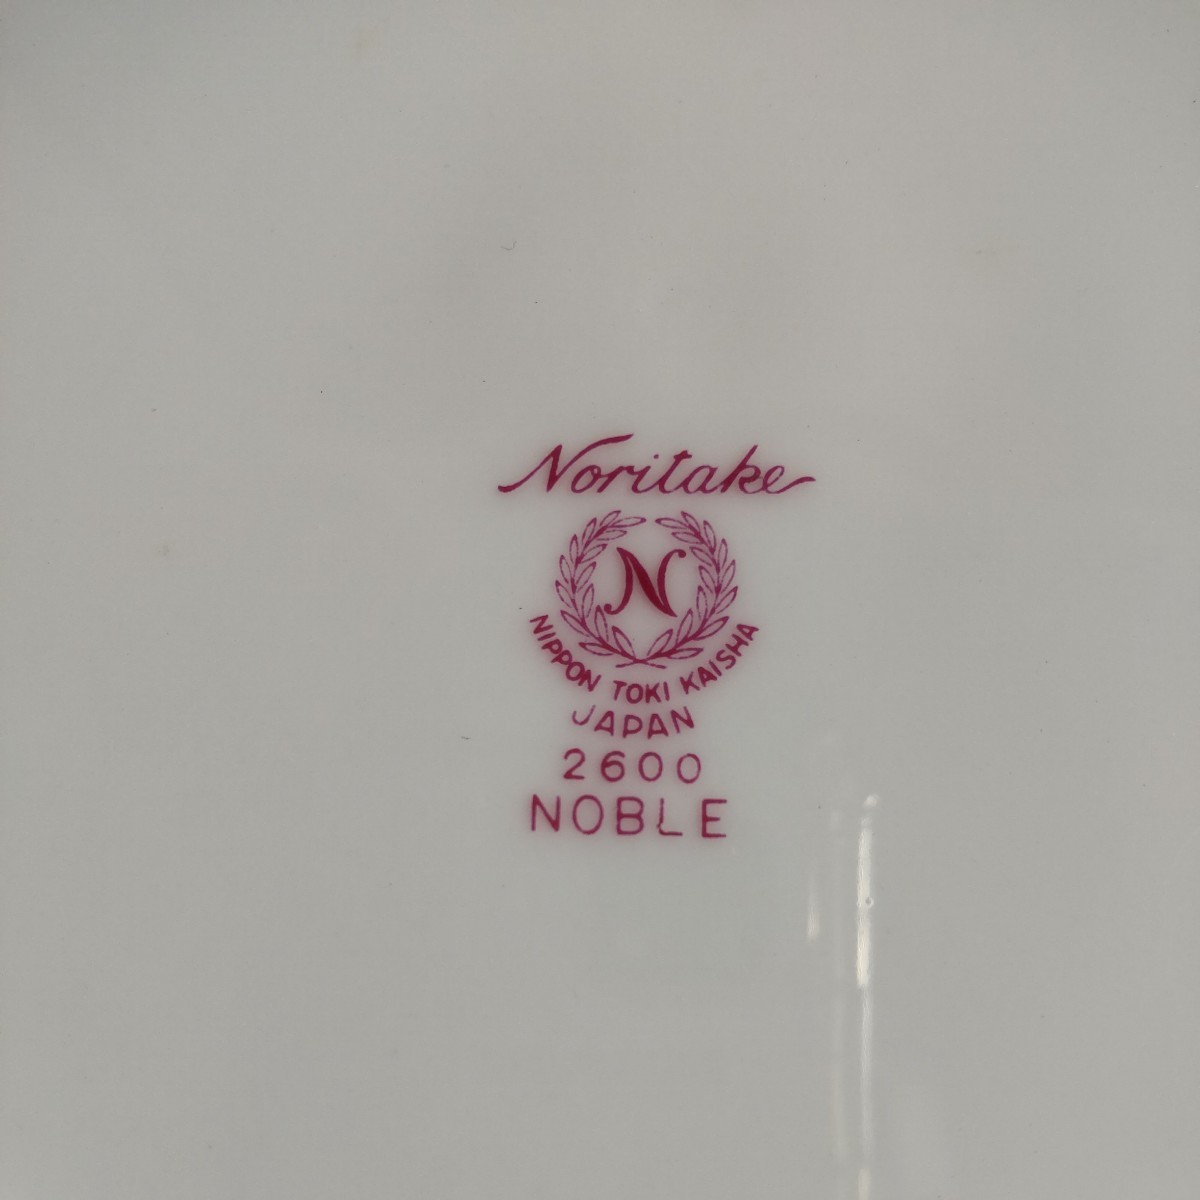 Noritake
N
NIPPON TOKI KAISHA
JAPAN
2600
NOBLE